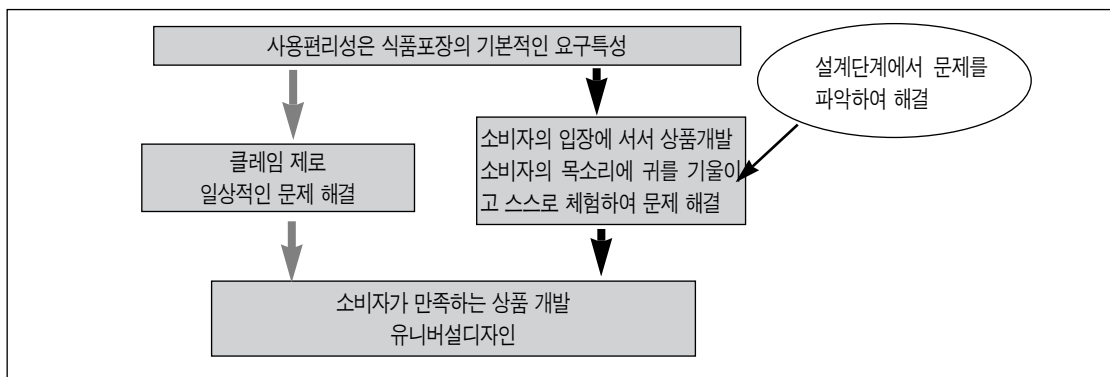 사용편리성은 식품포장의 기본적인 요구특성
설계단계에서 문제를
파악하여 해결
클레임 제로
일상적인 문제 해결
소비자의 입장에 서서 상품개발
소비자의 목소리에 귀를 기울이
고 스스로 체험하여 문제 해결
소비자가 만족하는 상품 개발
유니버설디자인